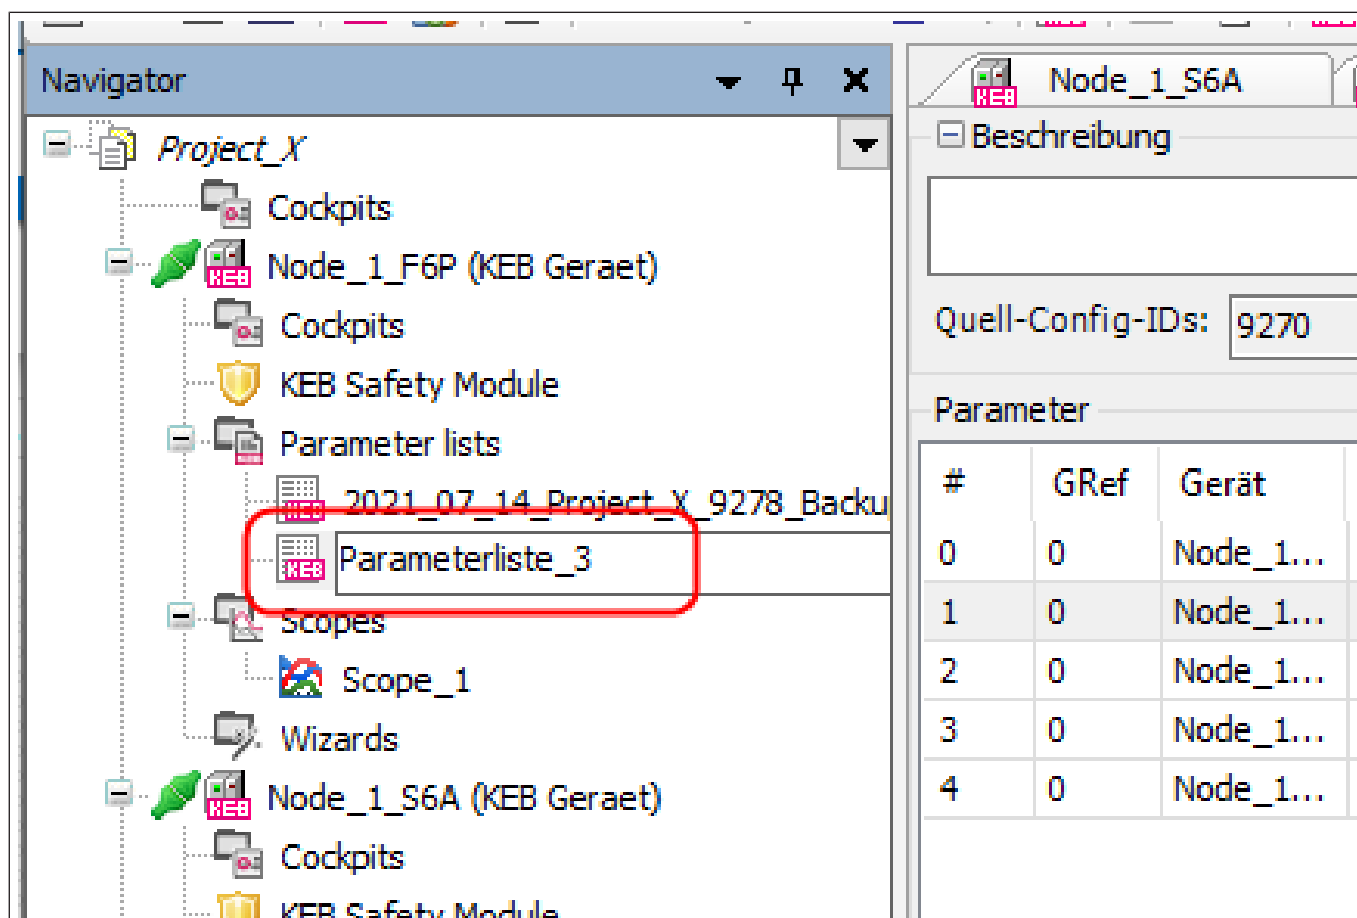 Navigator
Project_X
Cockpits
Node_1_F6P (KEB Geraet)
Cockpits
KEB Safety Module
Parameter lists
2021_07_14_Project_X_9278_Backu
Parameterliste_3
Scopes
Scope_1
Wizards
Node_1_S6A (KEB Geraet)
Cockpits
KEB Safety Module
Node_1_S6A
Beschreibung
Quell-Config-IDs: 9270
Parameter
# GRef Gerät
0 0 Node_1...
1 0 Node_1...
2 0 Node_1...
3 0 Node_1...
4 0 Node_1...